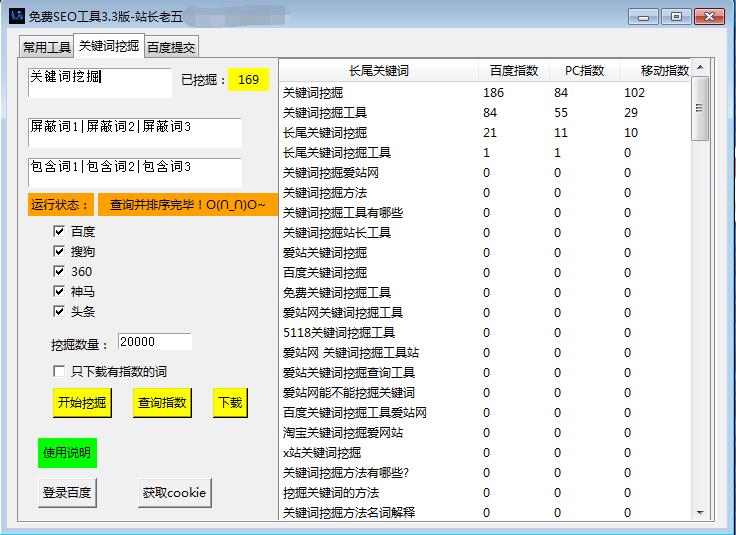 免费SEO工具3.3版-站长老五
常用工具 关键词挖掘 百度提交
关键词挖掘
已挖掘： 169
屏蔽词1|屏蔽词2|屏蔽词3
包含词1|包含词2|包含词3
运行状态： 查询并排序完毕！O(∩_∩)O~
百度
搜狗
360
神马
头条
挖掘数量： 20000
只下载有指数的词
开始挖掘 查询指数 下载
使用说明
登录百度 获取cookie
长尾关键词 百度指数 PC指数 移动指数
关键词挖掘 186 84 102
关键词挖掘工具 84 55 29
长尾关键词挖掘 21 11 10
长尾关键词挖掘工具 1 1 0
关键词挖掘爱站网 0 0 0
关键词挖掘方法 0 0 0
关键词挖掘工具有哪些 0 0 0
关键词挖掘站长工具 0 0 0
爱站关键词挖掘 0 0 0
百度关键词挖掘 0 0 0
免费关键词挖掘工具 0 0 0
爱站网关键词挖掘工具 0 0 0
5118关键词挖掘工具 0 0 0
爱站网 关键词挖掘工具站 0 0 0
爱站关键词挖掘查询工具 0 0 0
爱站网能不能挖掘关键词 0 0 0
百度关键词挖掘工具爱站网 0 0 0
淘宝关键词挖掘爱网站 0 0 0
x站关键词挖掘 0 0 0
关键词挖掘方法有哪些? 0 0 0
挖掘关键词的方法 0 0 0
关键词挖掘方法名词解释 0 0 0